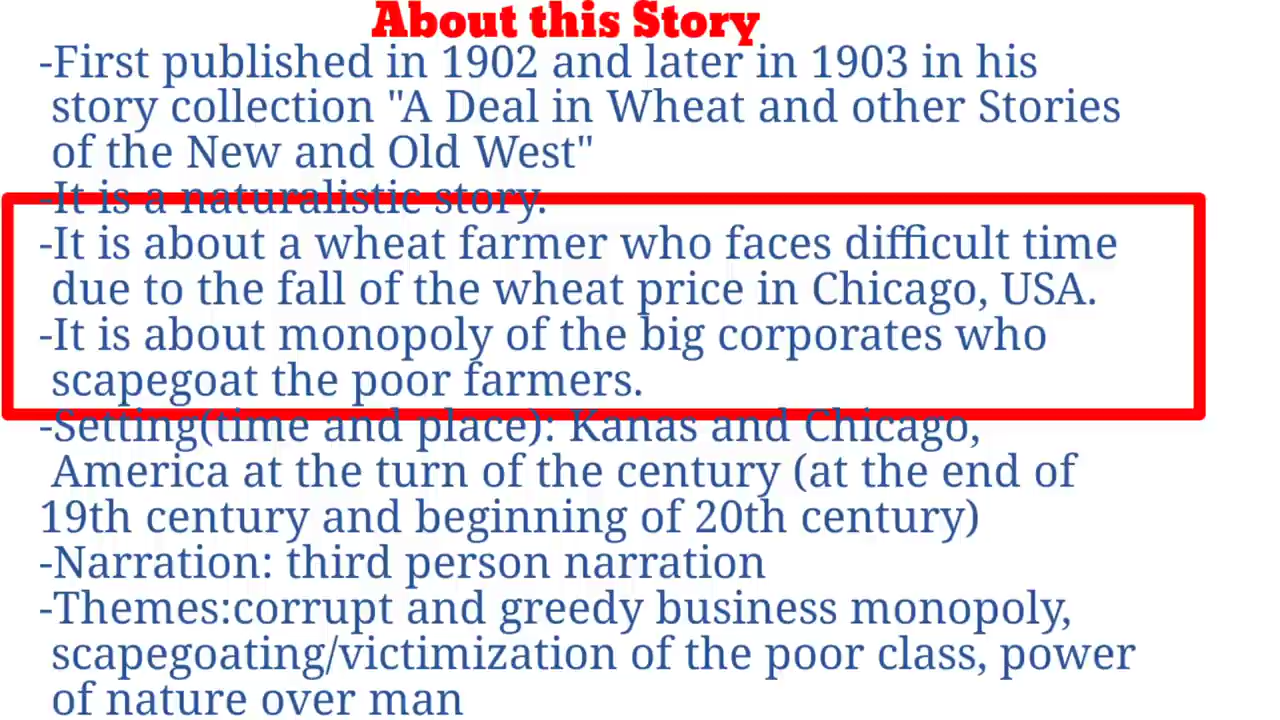 About this Story
-First published in 1902 and later in 1903 in his
story collection "A Deal in Wheat and other Stories
of the New and Old West"
-It is a naturalistic story.
-It is about a wheat farmer who faces difficult time
due to the fall of the wheat price in Chicago, USA.
-It is about monopoly of the big corporates who
scapegoat the poor farmers.
-Setting(time and place): Kanas and Chicago,
America at the turn of the century (at the end of
19th century and beginning of 20th century)
-Narration: third person narration
-Themes:corrupt and greedy business monopoly,
scapegoating/victimization of the poor class, power
of nature over man